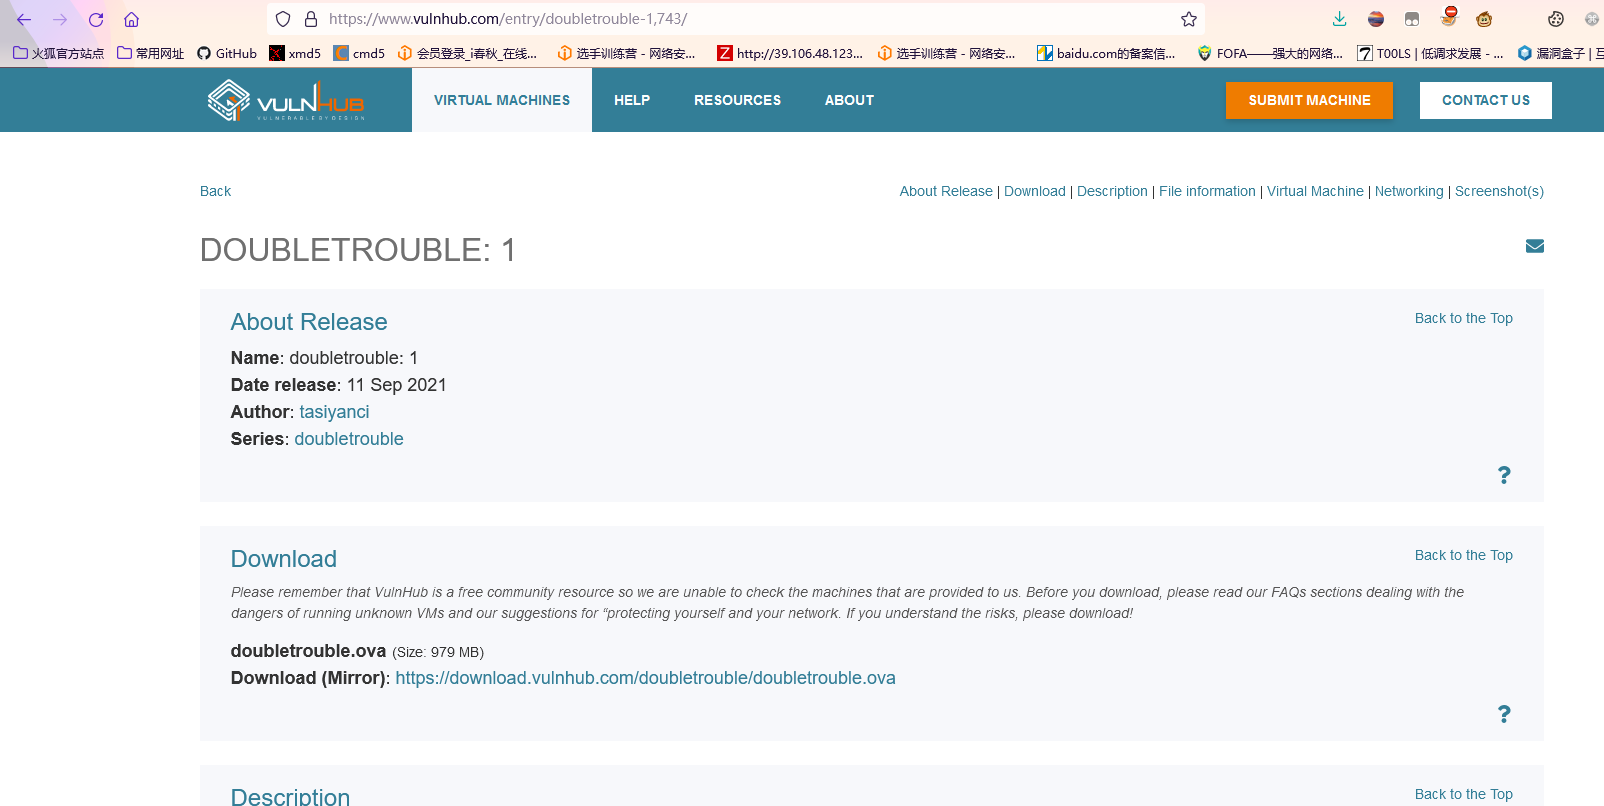 https://www.vulnhub.com/entry/doubletrouble-1,743/
火狐官方站点 常用网址 GitHub xmd5 cmd5 会员登录_i春秋_在线... 选手训练营 - 网络安... http://39.106.48.123... 选手训练营 - 网络安... baidu.com的备案信... FOFA——强大的网络... T00LS | 低调求发展 - ... 漏洞盒子 |
VULNHUB VIRTUAL MACHINES HELP RESOURCES ABOUT SUBMIT MACHINE CONTACT US
VULNERABLE BY DESIGN
Back About Release | Download | Description | File information | Virtual Machine | Networking | Screenshot(s)
DOUBLETROUBLE: 1
About Release Back to the Top
Name: doubletrouble: 1
Date release: 11 Sep 2021
Author: tasiyanci
Series: doubletrouble
?
Download Back to the Top
Please remember that VulnHub is a free community resource so we are unable to check the machines that are provided to us. Before you download, please read our FAQs sections dealing with the
dangers of running unknown VMs and our suggestions for “protecting yourself and your network. If you understand the risks, please download!
doubletrouble.ova (Size: 979 MB)
Download (Mirror): https://download.vulnhub.com/doubletrouble/doubletrouble.ova
?
Description Back to the Top